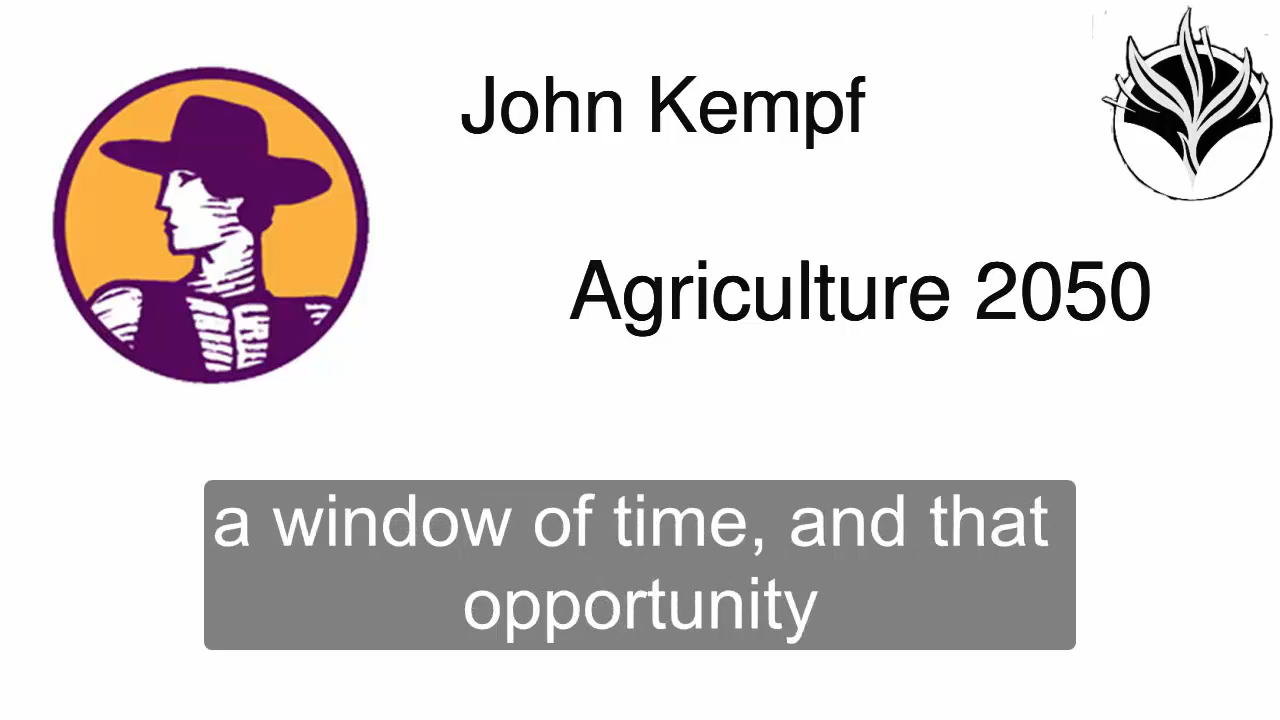 John Kempf
Agriculture 2050
a window of time, and that
opportunity